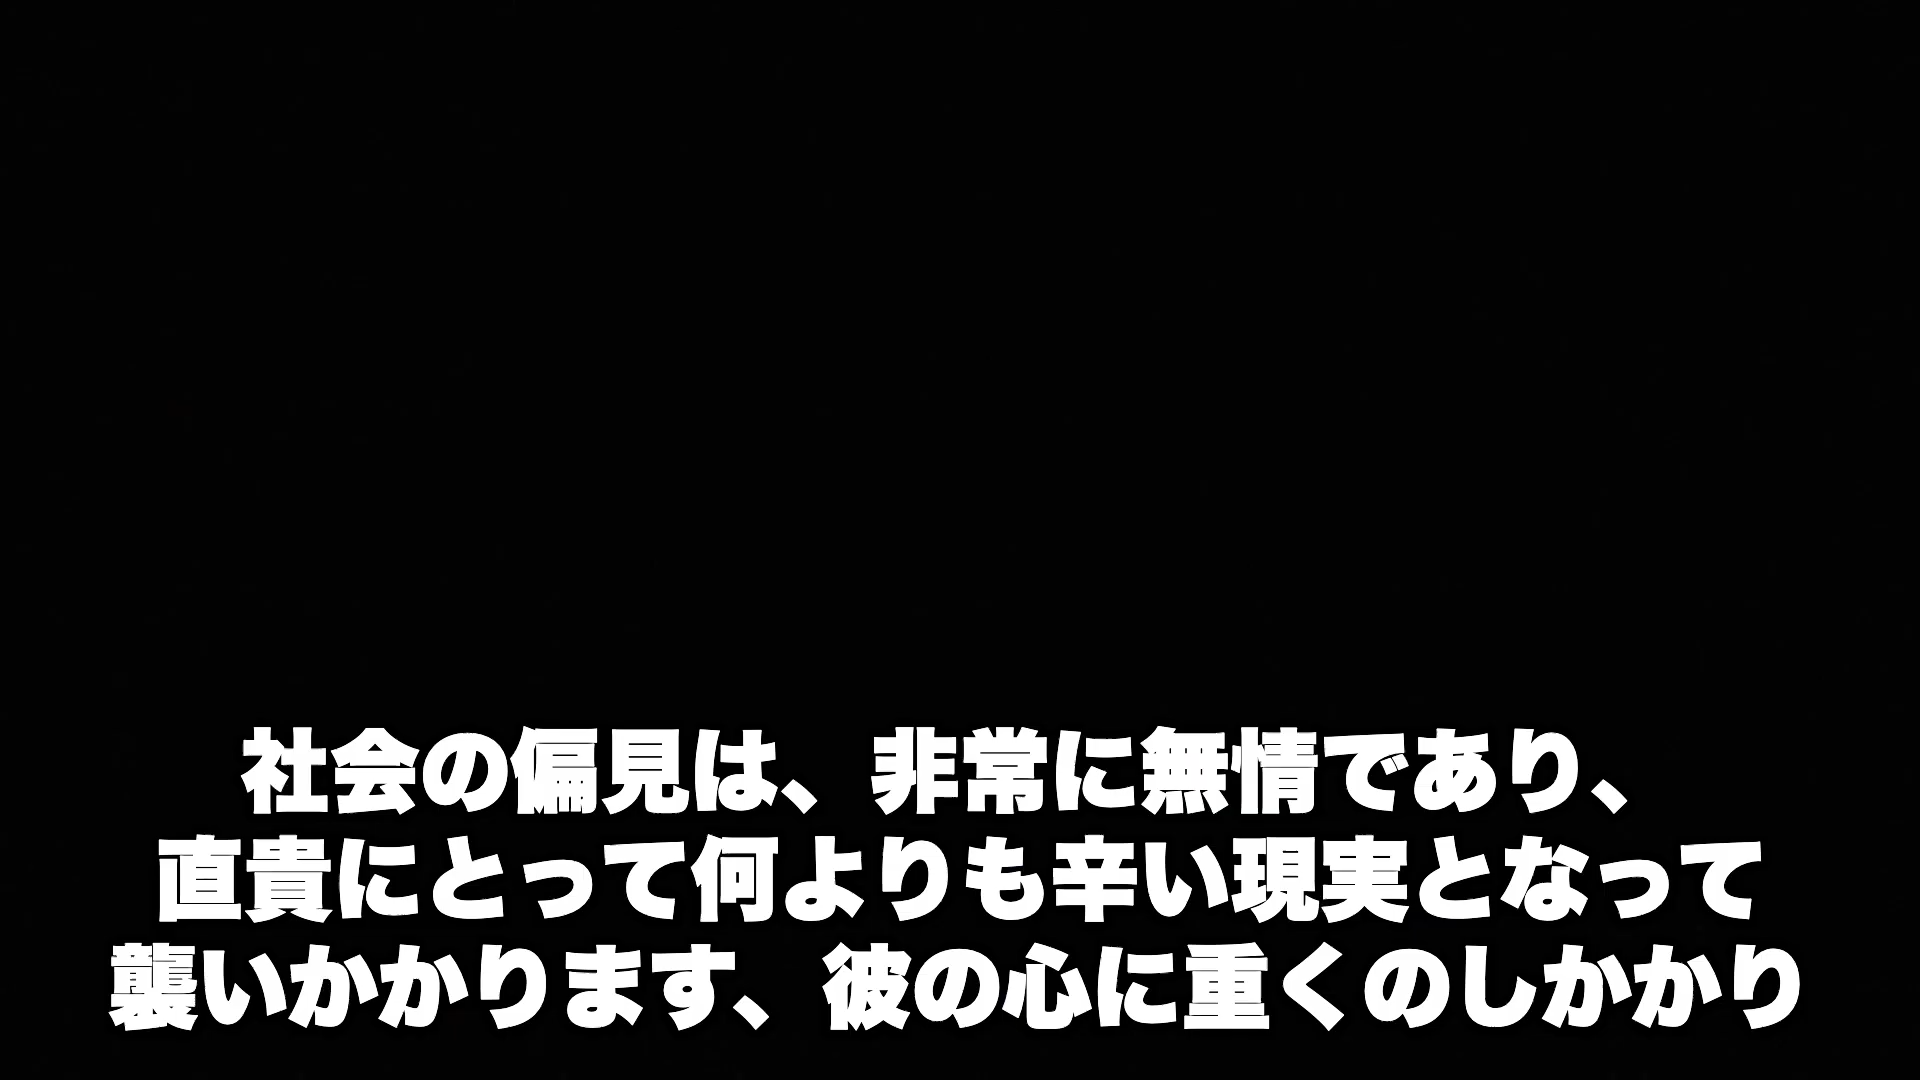 社会の偏見は、非常に無情であり、
直貴にとって何よりも辛い現実となって
襲いかかります、彼の心に重くのしかかり